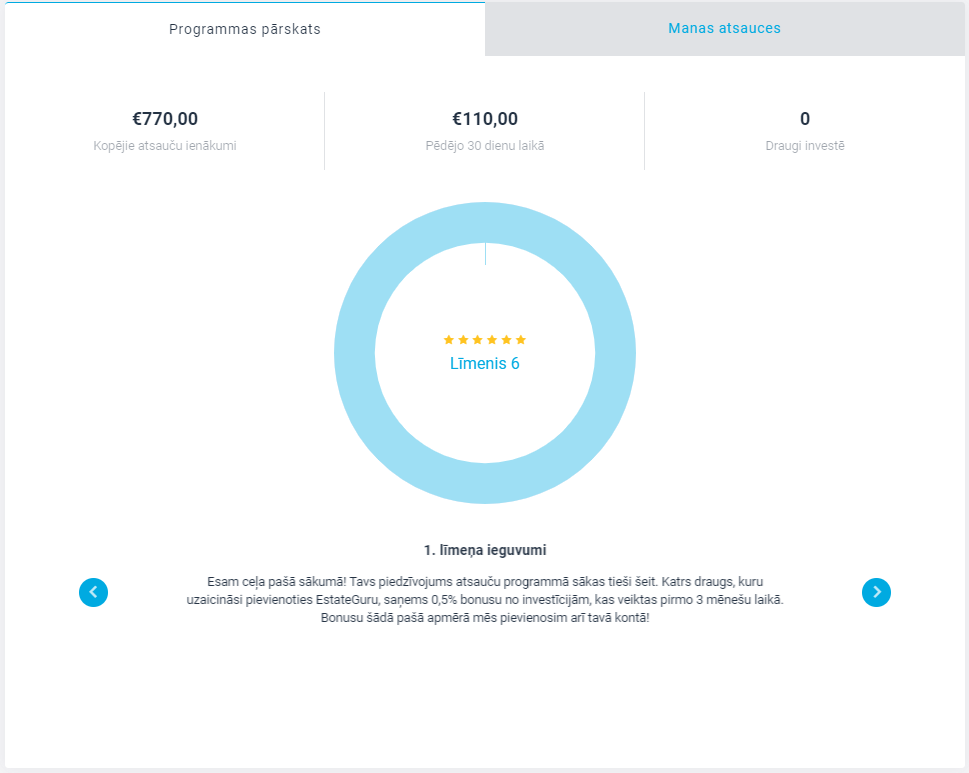 Programmas pārskats
Manas atsauces
€770,00
Kopējie atsauču ienākumi
€110,00
Pēdējo 30 dienu laikā
0
Draugi investē
Līmenis 6
1. līmeņa ieguvumi
Esam ceļa pašā sākumā! Tavs piedzīvojums atsauču programmā sākas tieši šeit. Katrs draugs, kuru
uzaicināsi pievienoties EstateGuru, saņems 0,5% bonusu no investīcijām, kas veiktas pirmo 3 mēnešu laikā.
Bonusu šādā pašā apmērā mēs pievienosim arī tavā kontā!